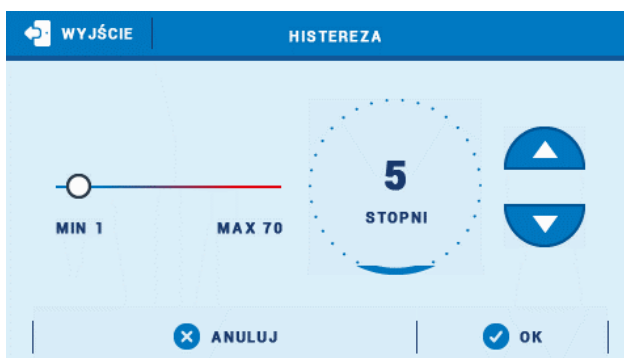 WYJŚCIE
HISTEREZA
5
STOPNI
MIN 1
MAX 70
ANULUJ
OK